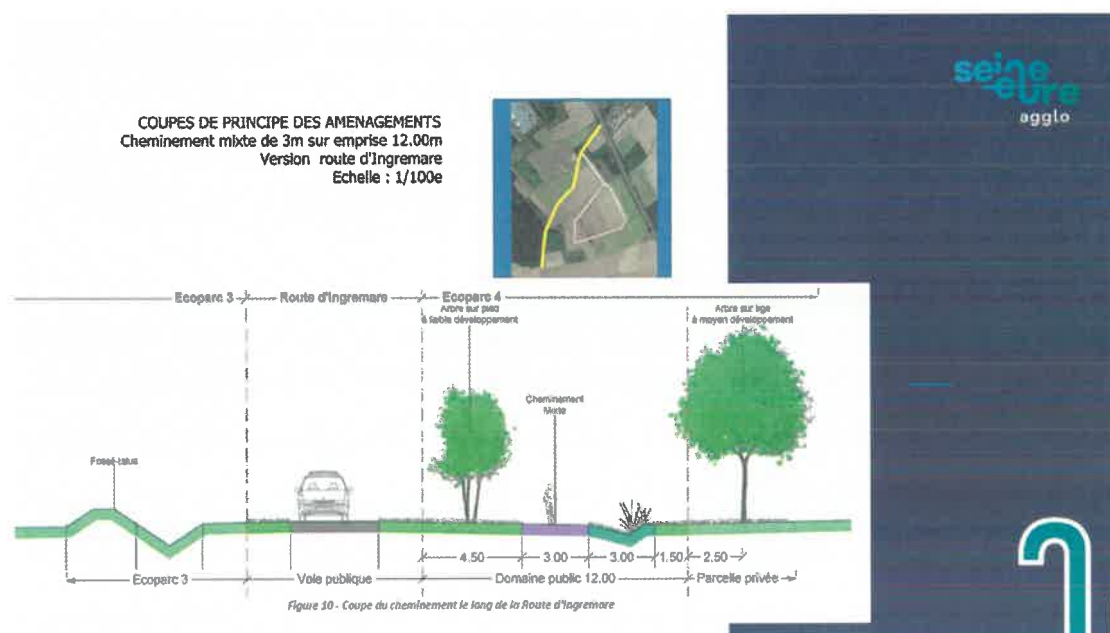 seine
eure
agglo
COUPES DE PRINCIPE DES AMENAGEMENTS
Cheminement mixte de 3m sur emprise 12.00m
Version route d'Ingremare
Echelle : 1/100e
Ecoparc 3 Route d'Ingremare Ecoparc 4
Arbre sur pied
à faible développement
Arbre sur tige
à moyen développement
Cheminement
Mixte
Fossé-talus
4.50 3.00 3.00 1.50 2.50
Ecoparc 3 Voie publique Domaine public 12.00 Parcelle privée
Figure 10 - Coupe du cheminement le long de la Route d'Ingremare